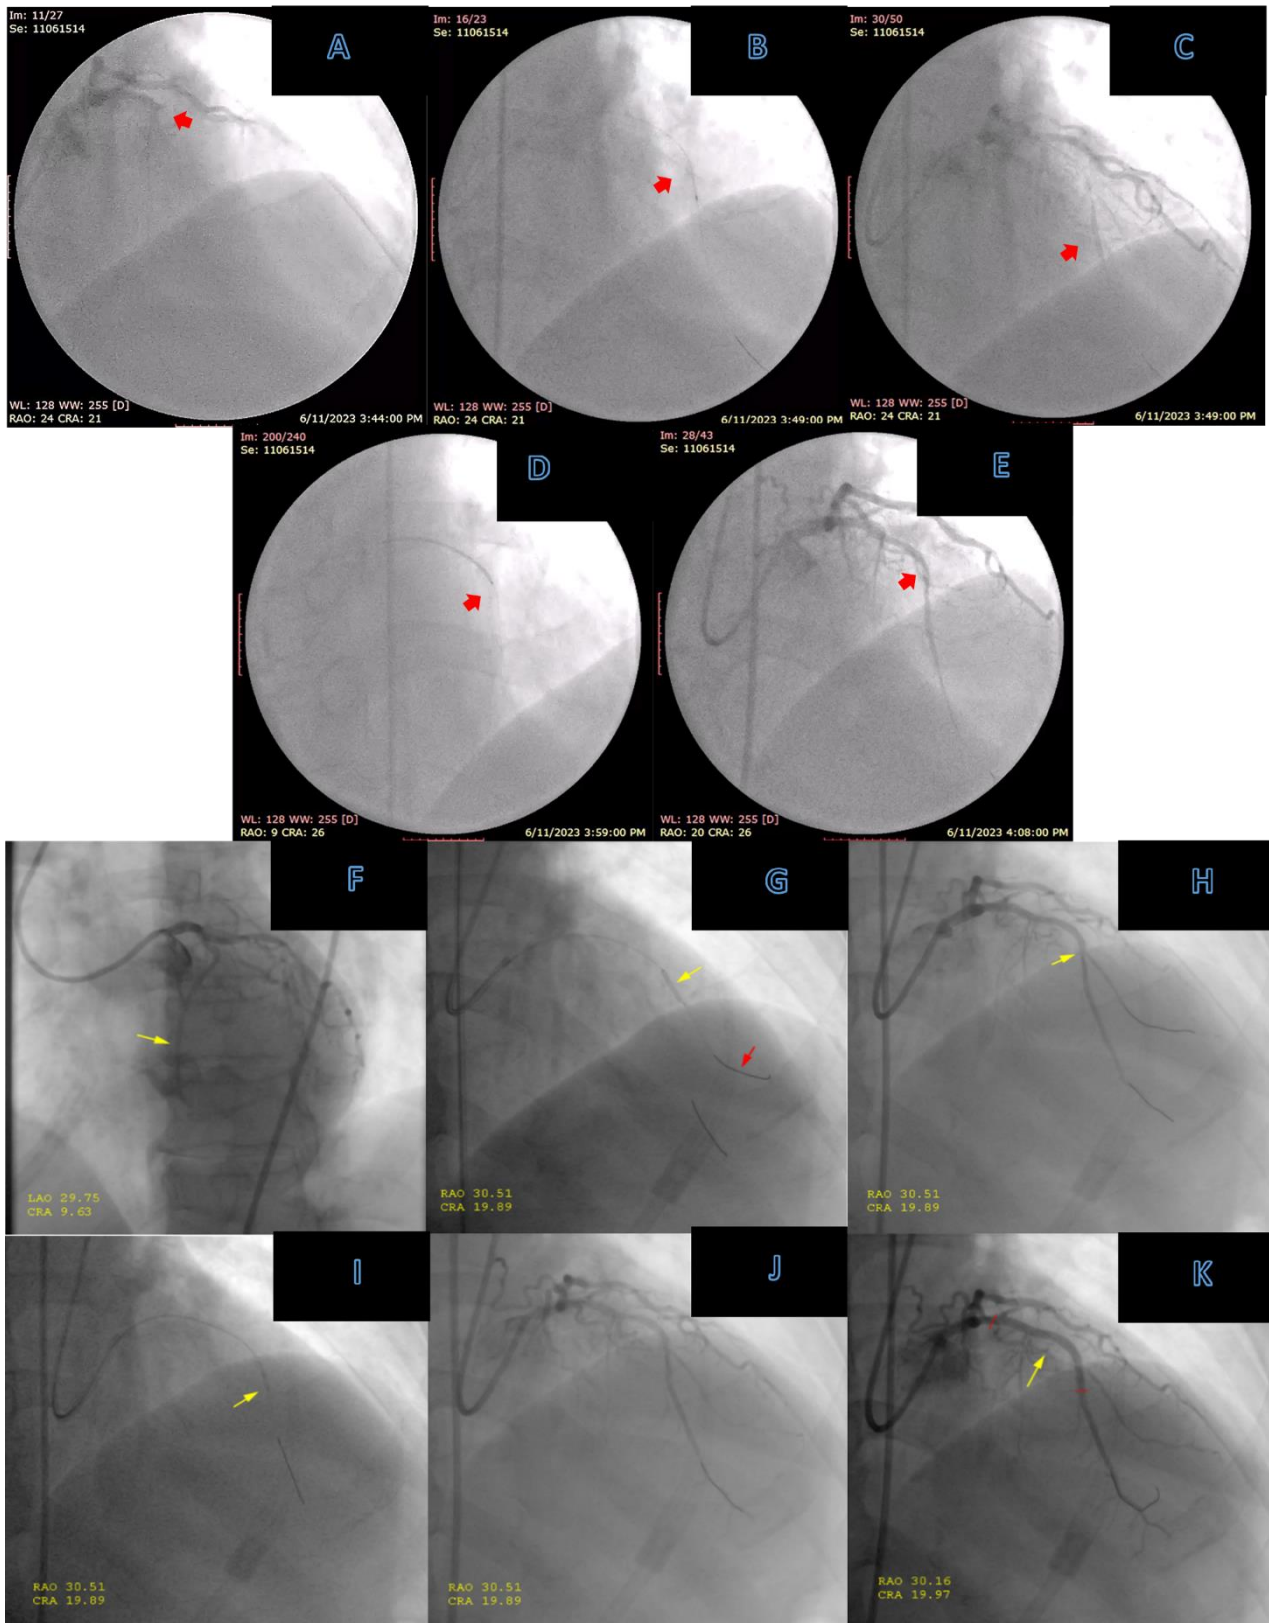 Im: 11/27
Se: 11061514
A
WL: 128 WW: 255 [D]
RAO: 24 CRA: 21
6/11/2023 3:44:00 PM
Im: 16/23
Se: 11061514
B
WL: 128 WW: 255 [D]
RAO: 24 CRA: 21
6/11/2023 3:49:00 PM
Im: 30/50
Se: 11061514
C
WL: 128 WW: 255 [D]
RAO: 24 CRA: 21
6/11/2023 3:49:00 PM
Im: 200/240
Se: 11061514
D
WL: 128 WW: 255 [D]
RAO: 9 CRA: 26
6/11/2023 3:59:00 PM
Im: 28/43
Se: 11061514
E
WL: 128 WW: 255 [D]
RAO: 20 CRA: 26
6/11/2023 4:08:00 PM
F
LAO 29.75
CRA 9.63
G
RAO 30.51
CRA 19.89
H
RAO 30.51
CRA 19.89
I
RAO 30.51
CRA 19.89
J
RAO 30.51
CRA 19.89
K
RAO 30.16
CRA 19.97